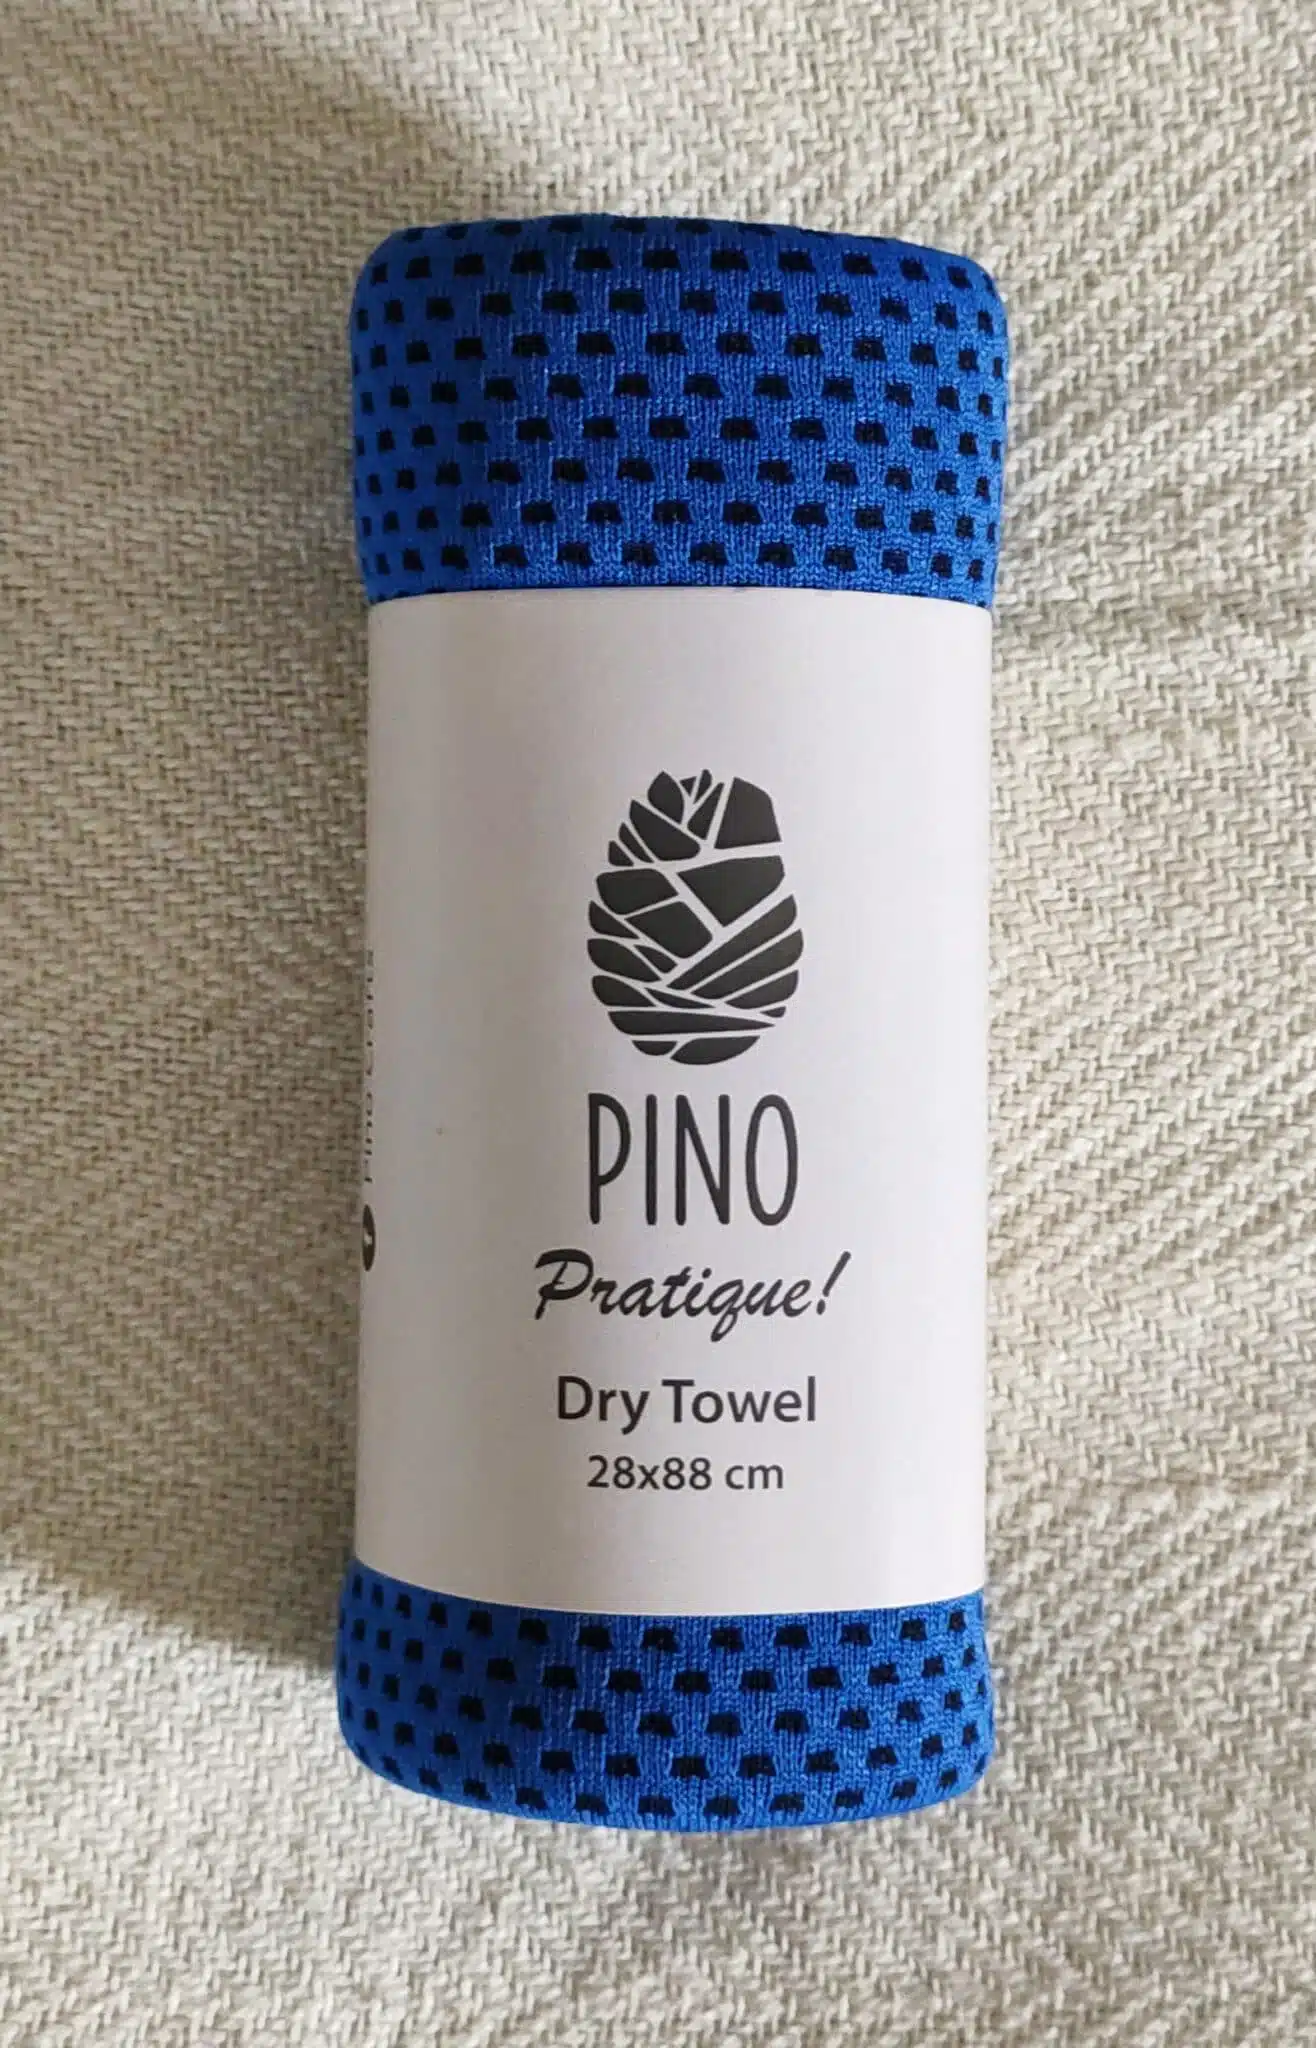 PINO
Pratique!
Dry Towel
28x88 cm